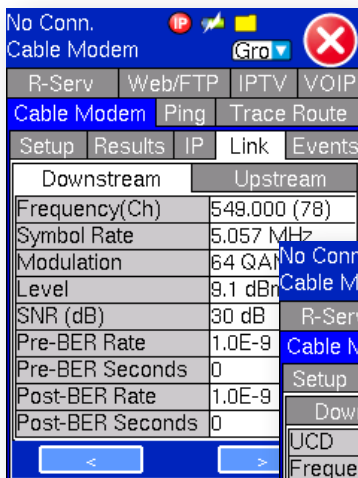 No Conn.
IP
Cable Modem
Gro
R-Serv Web/FTP IPTV VOIP
Cable Modem Ping Trace Route
Setup Results IP Link Events
Downstream Upstream
Frequency(Ch) 549.000 (78)
Symbol Rate 5.057 MHz
Modulation 64 QAM
Level 9.1 dBm
SNR (dB) 30 dB
Pre-BER Rate 1.0E-9
Pre-BER Seconds 0
Post-BER Rate 1.0E-9
Post-BER Seconds 0
< >
No Conn
Cable M
R-Ser
Cable M
Setup
Dow
UCD
Freque